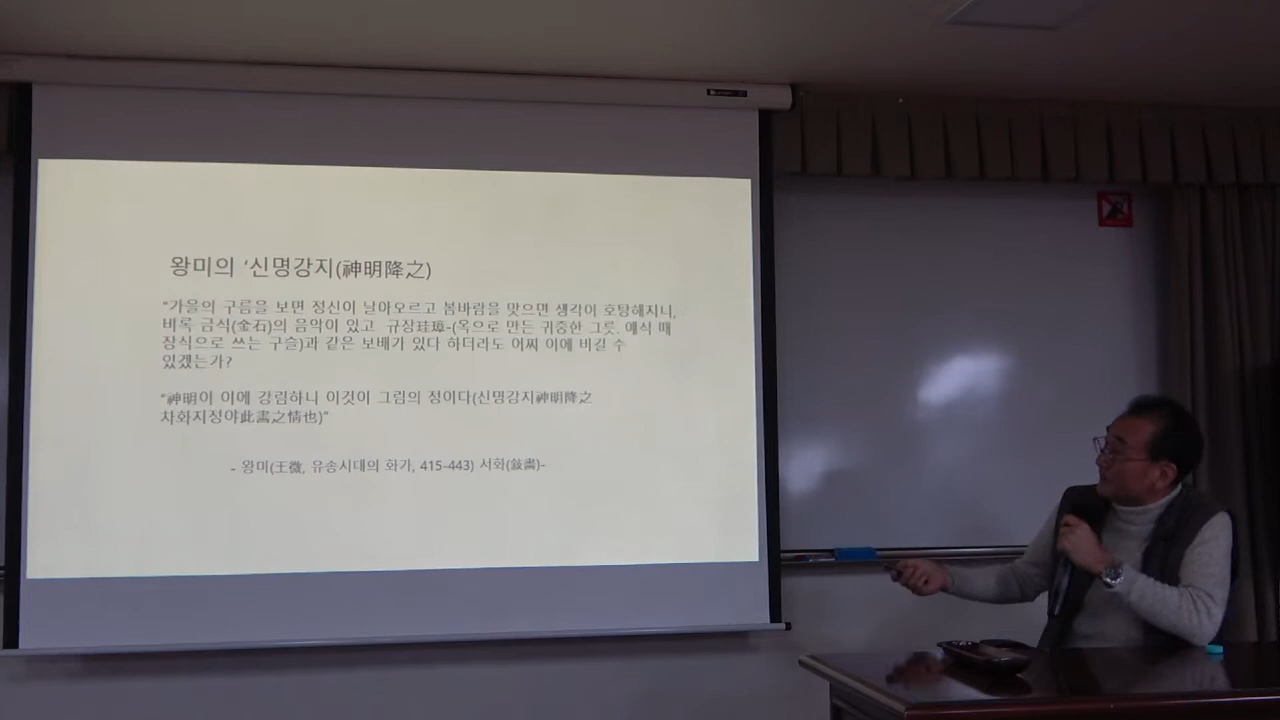 왕미의 ‘신명강지(神明降之)
“가을의 구름을 보면 정신이 날아오르고 봄바람을 맞으면 생각이 호탕해지니,
비록 금석(金石)의 음악이 있고 규상珪璋-(옥으로 만든 귀중한 그릇. 예식 때
장식으로 쓰는 구슬)과 같은 보배가 있다 하더라도 어찌 이에 비길 수
있겠는가?
“神明이 이에 강림하니 이것이 그림의 정이다(신명강지神明降之
차화지정야此畵之情也)”
- 왕미(王微, 유송시대의 화가, 415-443) 서화(敍畵)-